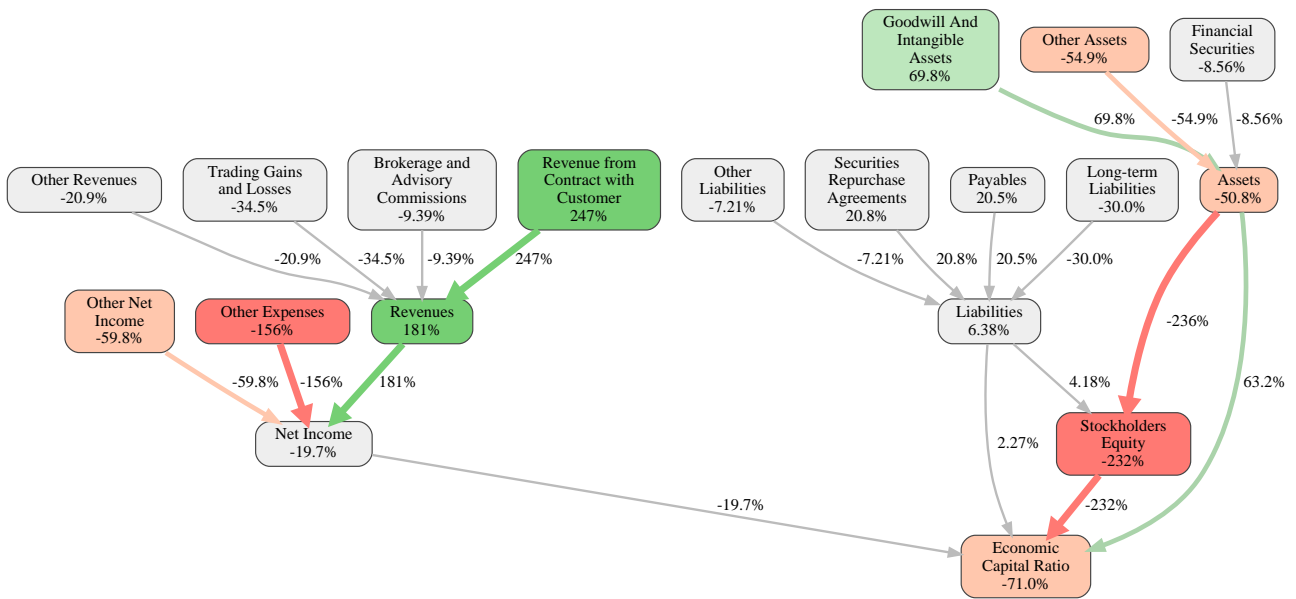 Goodwill And
Intangible
Assets
69.8%
Other Assets
-54.9%
Financial
Securities
-8.56%
69.8%
-54.9%
-8.56%
Other Revenues
-20.9%
Trading Gains
and Losses
-34.5%
Brokerage and
Advisory
Commissions
-9.39%
Revenue from
Contract with
Customer
247%
Other
Liabilities
-7.21%
Securities
Repurchase
Agreements
20.8%
Payables
20.5%
Long-term
Liabilities
-30.0%
Assets
-50.8%
-20.9%
-34.5%
-9.39%
247%
-7.21%
20.8%
20.5%
-30.0%
Other Net
Income
-59.8%
Other Expenses
-156%
Revenues
181%
Liabilities
6.38%
-236%
-59.8%
-156%
181%
4.18%
63.2%
Net Income
-19.7%
2.27%
Stockholders
Equity
-232%
-19.7%
-232%
Economic
Capital Ratio
-71.0%